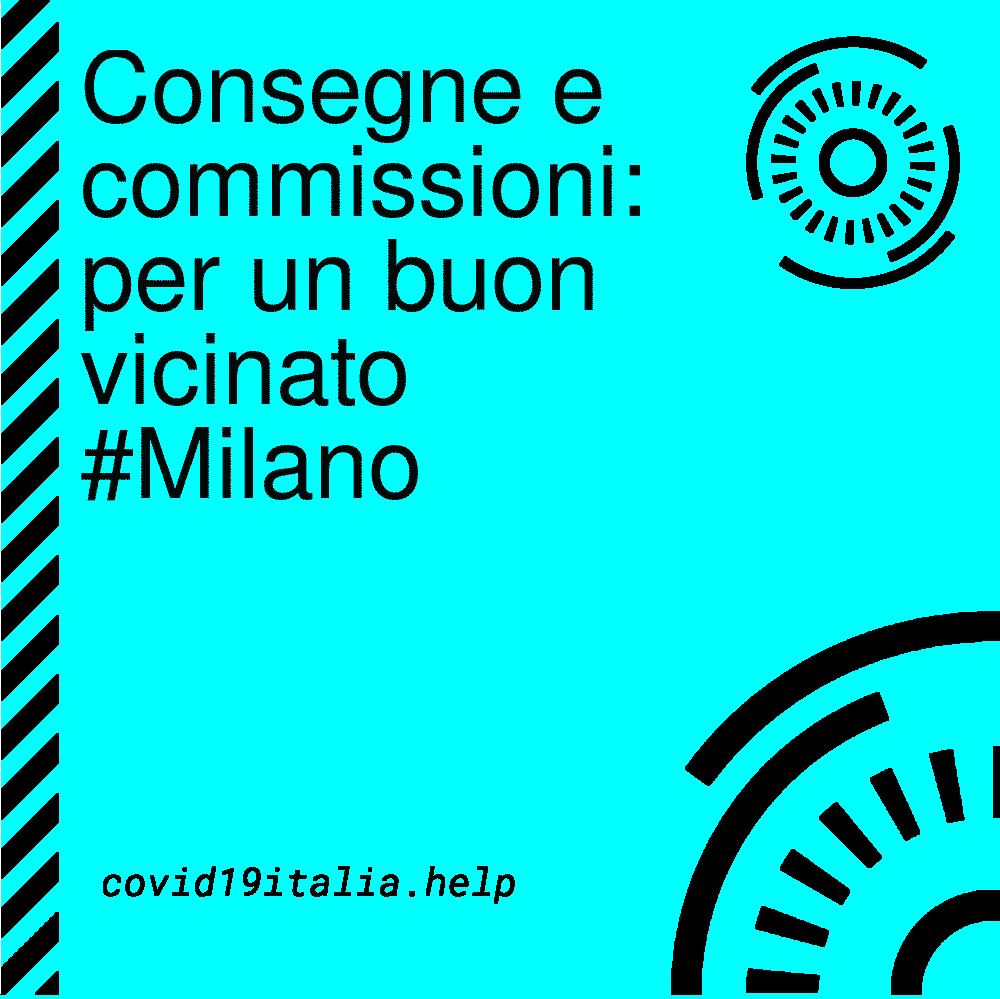 Consegne e
commissioni:
per un buon
vicinato
#Milano
covid19italia.help